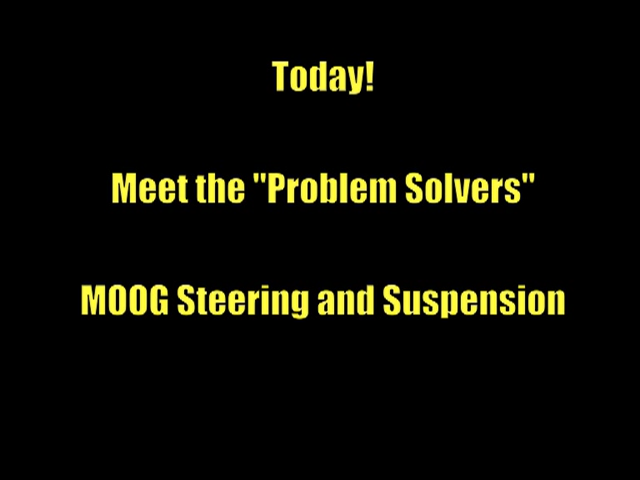 Today!
Meet the "Problem Solvers"
MOOG Steering and Suspension